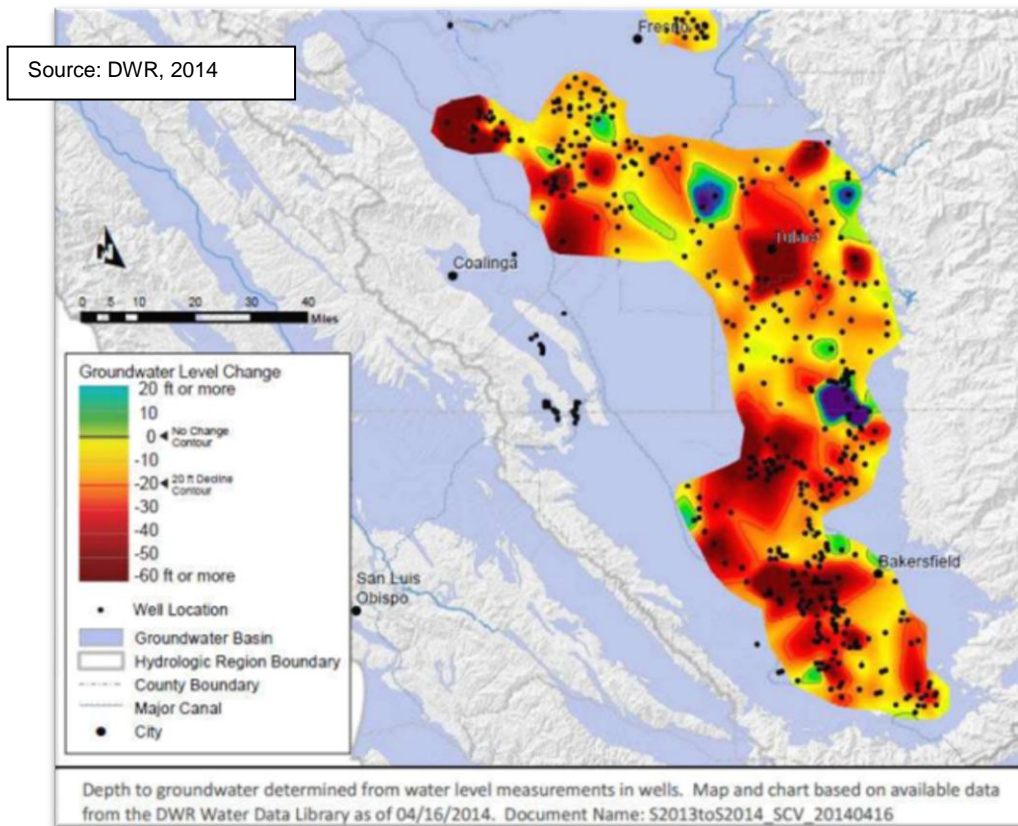 Source: DWR, 2014
Fresno
Tulare
Coalinga
N
0 5 10 20 30 40
Miles
Groundwater Level Change
20 ft or more
10
0 No Change Contour
-10
-20 20 ft Decline Contour
-30
-40
-50
-60 ft or more
Well Location
Groundwater Basin
Hydrologic Region Boundary
County Boundary
Major Canal
City
San Luis
Obispo
Bakersfield
Depth to groundwater determined from water level measurements in wells. Map and chart based on available data
from the DWR Water Data Library as of 04/16/2014. Document Name: S2013toS2014_SCV_20140416